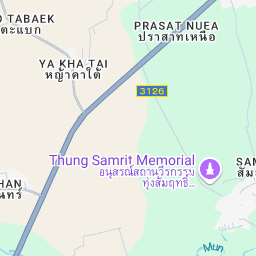 PRASAT NUEA
ปราสาทเหนือ
TABAEK
ตะแบก
YA KHA TAI
หญ้าคาใต้
3126
Thung Samrit Memorial
อนุสรณ์สถานวีรกรรม
ทุ่งสัมฤทธิ์...
SAM
สัม
HAN
Mun